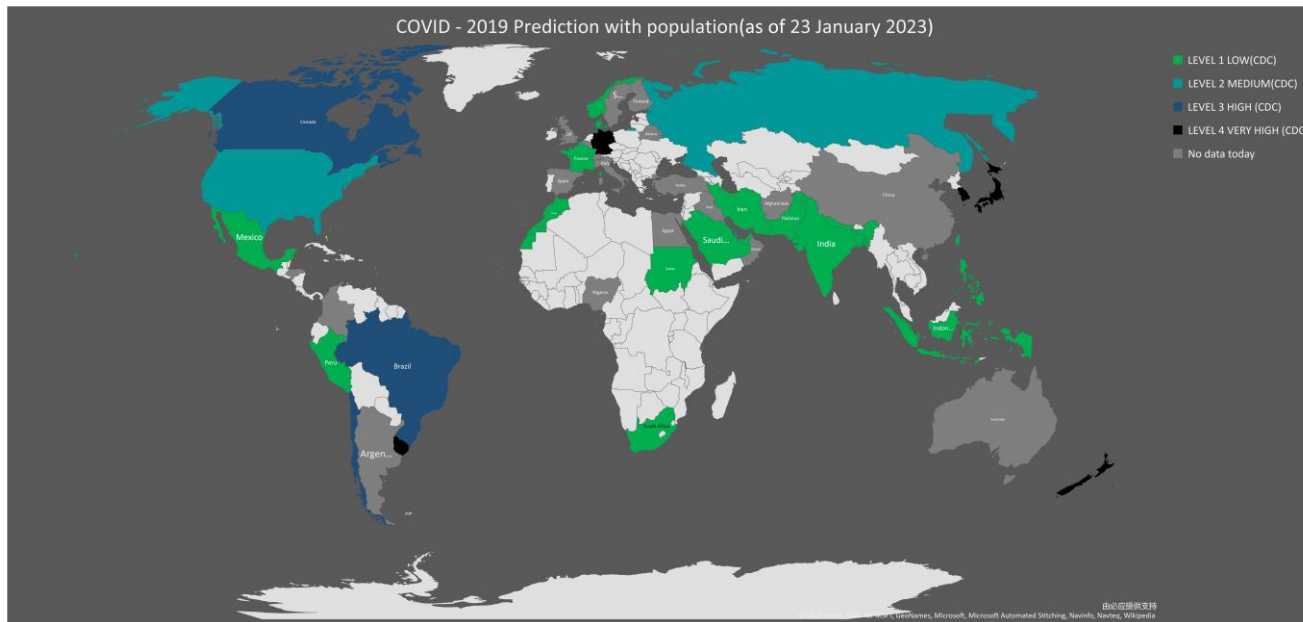 COVID - 2019 Prediction with population(as of 23 January 2023)
LEVEL 1 LOW(CDC)
LEVEL 2 MEDIUM(CDC)
LEVEL 3 HIGH (CDC)
LEVEL 4 VERY HIGH (CDC
No data today
Canada
S...
Finland
France
Spain
China
Afghanistan
Iran
Pakistan
Mexico
Egypt
Saudi...
India
Sudan
Nigeria
Indon...
Peru
Brazil
Australia
South Africa
Argen...
由必应提供支持
GeoNames, Microsoft, Microsoft Automated Stitching, Navinfo, Navteq, Wikipedia